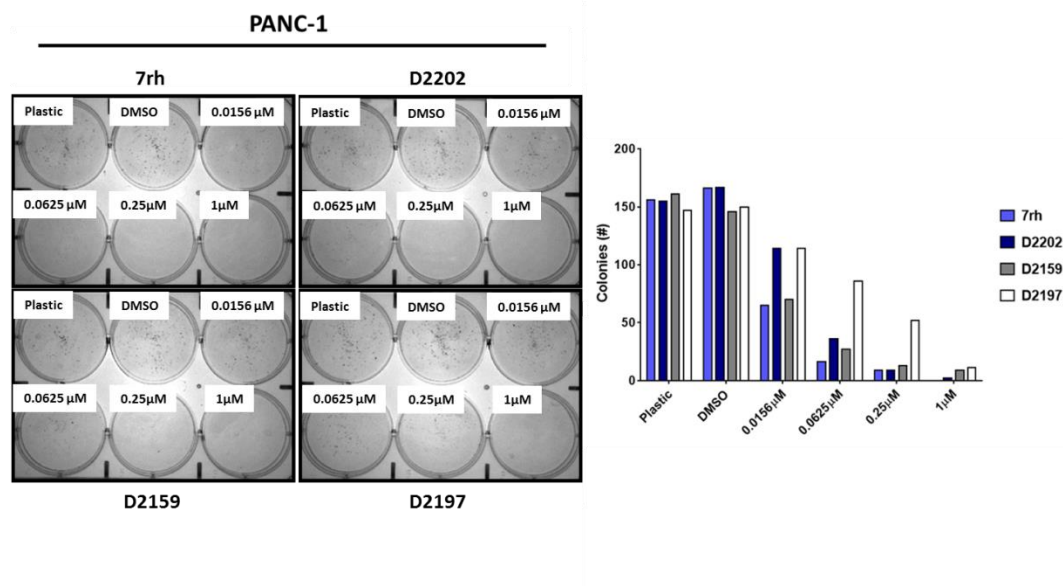 PANC-1
7rh
D2202
Plastic DMSO 0.0156 µM
0.0625 µM 0.25µM 1µM
Plastic DMSO 0.0156 µM
0.0625 µM 0.25µM 1µM
Plastic DMSO 0.0156 µM
0.0625 µM 0.25µM 1µM
Plastic DMSO 0.0156 µM
0.0625 µM 0.25µM 1µM
D2159
D2197
Colonies (#)
200
150
100
50
0
Plastic
DMSO
0.0156µM
0.0625µM
0.25µM
1µM
7rh
D2202
D2159
D2197